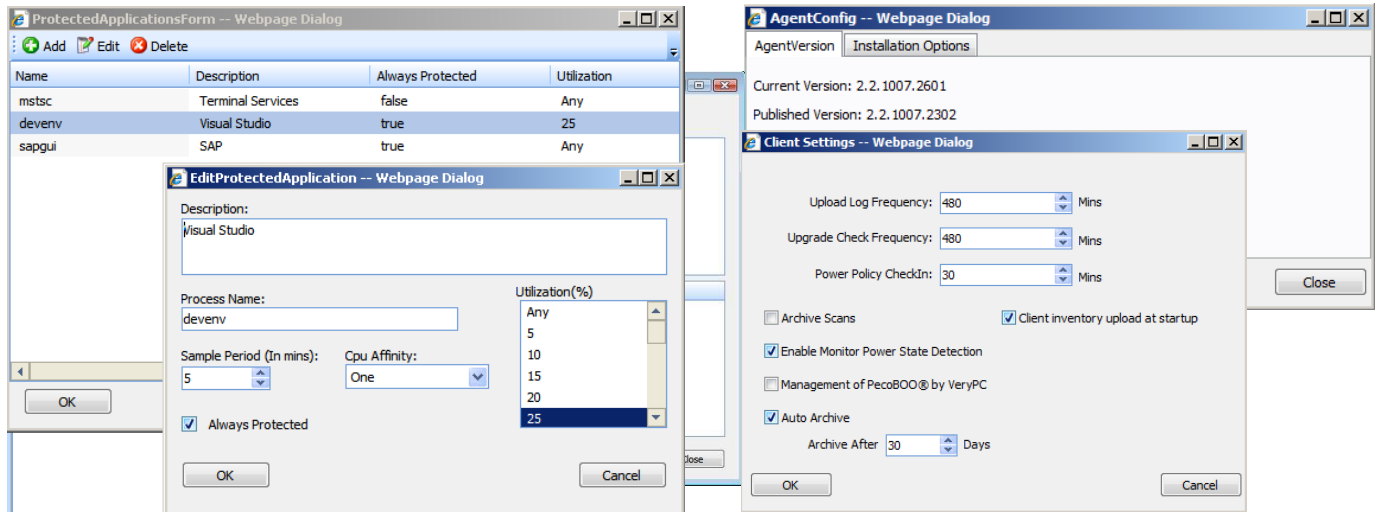 ProtectedApplicationsForm -- Webpage Dialog
Add Edit Delete
Name Description Always Protected Utilization
mstsc Terminal Services false Any
devenv Visual Studio true 25
sapgui SAP true Any
OK
EditProtectedApplication -- Webpage Dialog
Description:
Visual Studio
Process Name:
devenv
Utilization(%)
Any
5
10
15
20
25
Sample Period (In mins):
5
Cpu Affinity:
One
Always Protected
OK Cancel
AgentConfig -- Webpage Dialog
AgentVersion Installation Options
Current Version: 2.2.1007.2601
Published Version: 2.2.1007.2302
Close
Client Settings -- Webpage Dialog
Upload Log Frequency: 480 Mins
Upgrade Check Frequency: 480 Mins
Power Policy CheckIn: 30 Mins
Archive Scans Client inventory upload at startup
Enable Monitor Power State Detection
Management of PecoBOO® by VeryPC
Auto Archive
Archive After 30 Days
OK Cancel